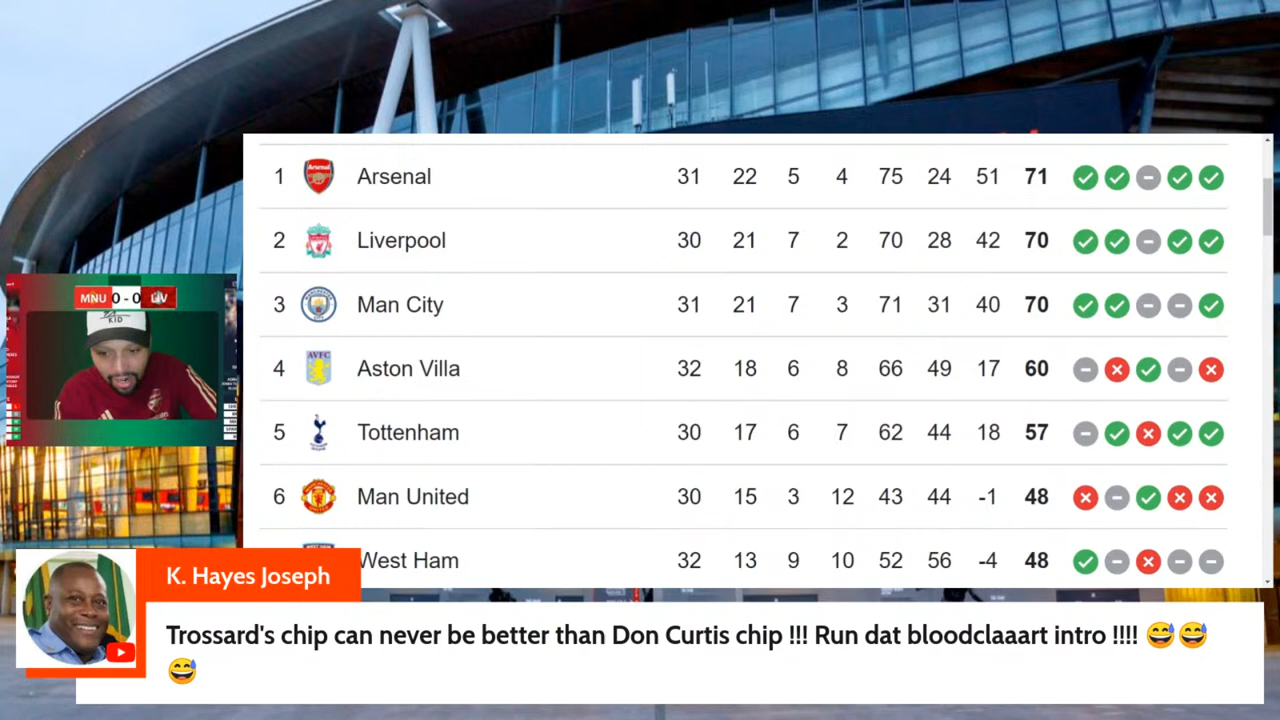 1 Arsenal 31 22 5 4 75 24 51 71
2 Liverpool 30 21 7 2 70 28 42 70
3 Man City 31 21 7 3 71 31 40 70
AVFC
4 Aston Villa 32 18 6 8 66 49 17 60
5 Tottenham 30 17 6 7 62 44 18 57
6 Man United 30 15 3 12 43 44 -1 48
West Ham 32 13 9 10 52 56 -4 48
MNU 0 - 0 LIV
KID
K. Hayes Joseph
Trossard's chip can never be better than Don Curtis chip !!! Run dat bloodclaaart intro !!!! 😅😅
😅